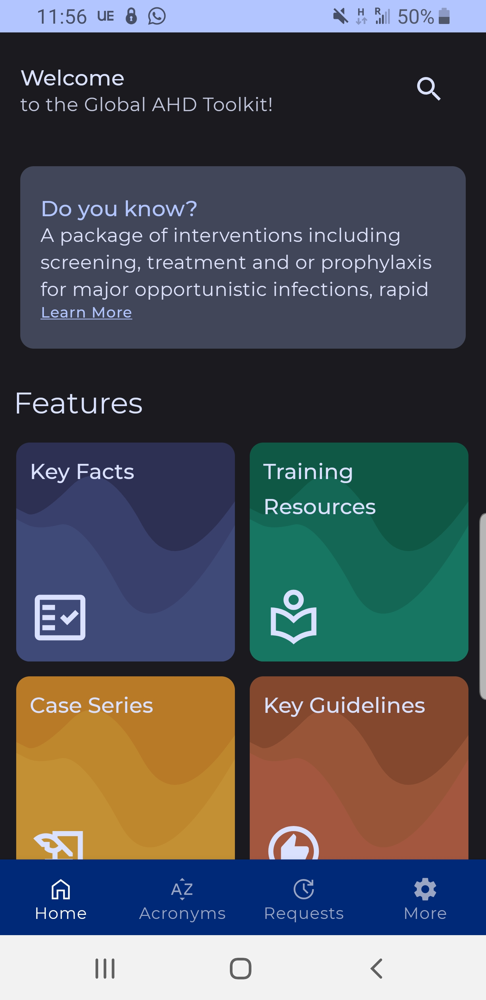 11:56 UE H R 50%
Welcome
to the Global AHD Toolkit!
Do you know?
A package of interventions including
screening, treatment and or prophylaxis
for major opportunistic infections, rapid
Learn More
Features
Key Facts
Training
Resources
Case Series
Key Guidelines
AZ
Home Acronyms Requests More